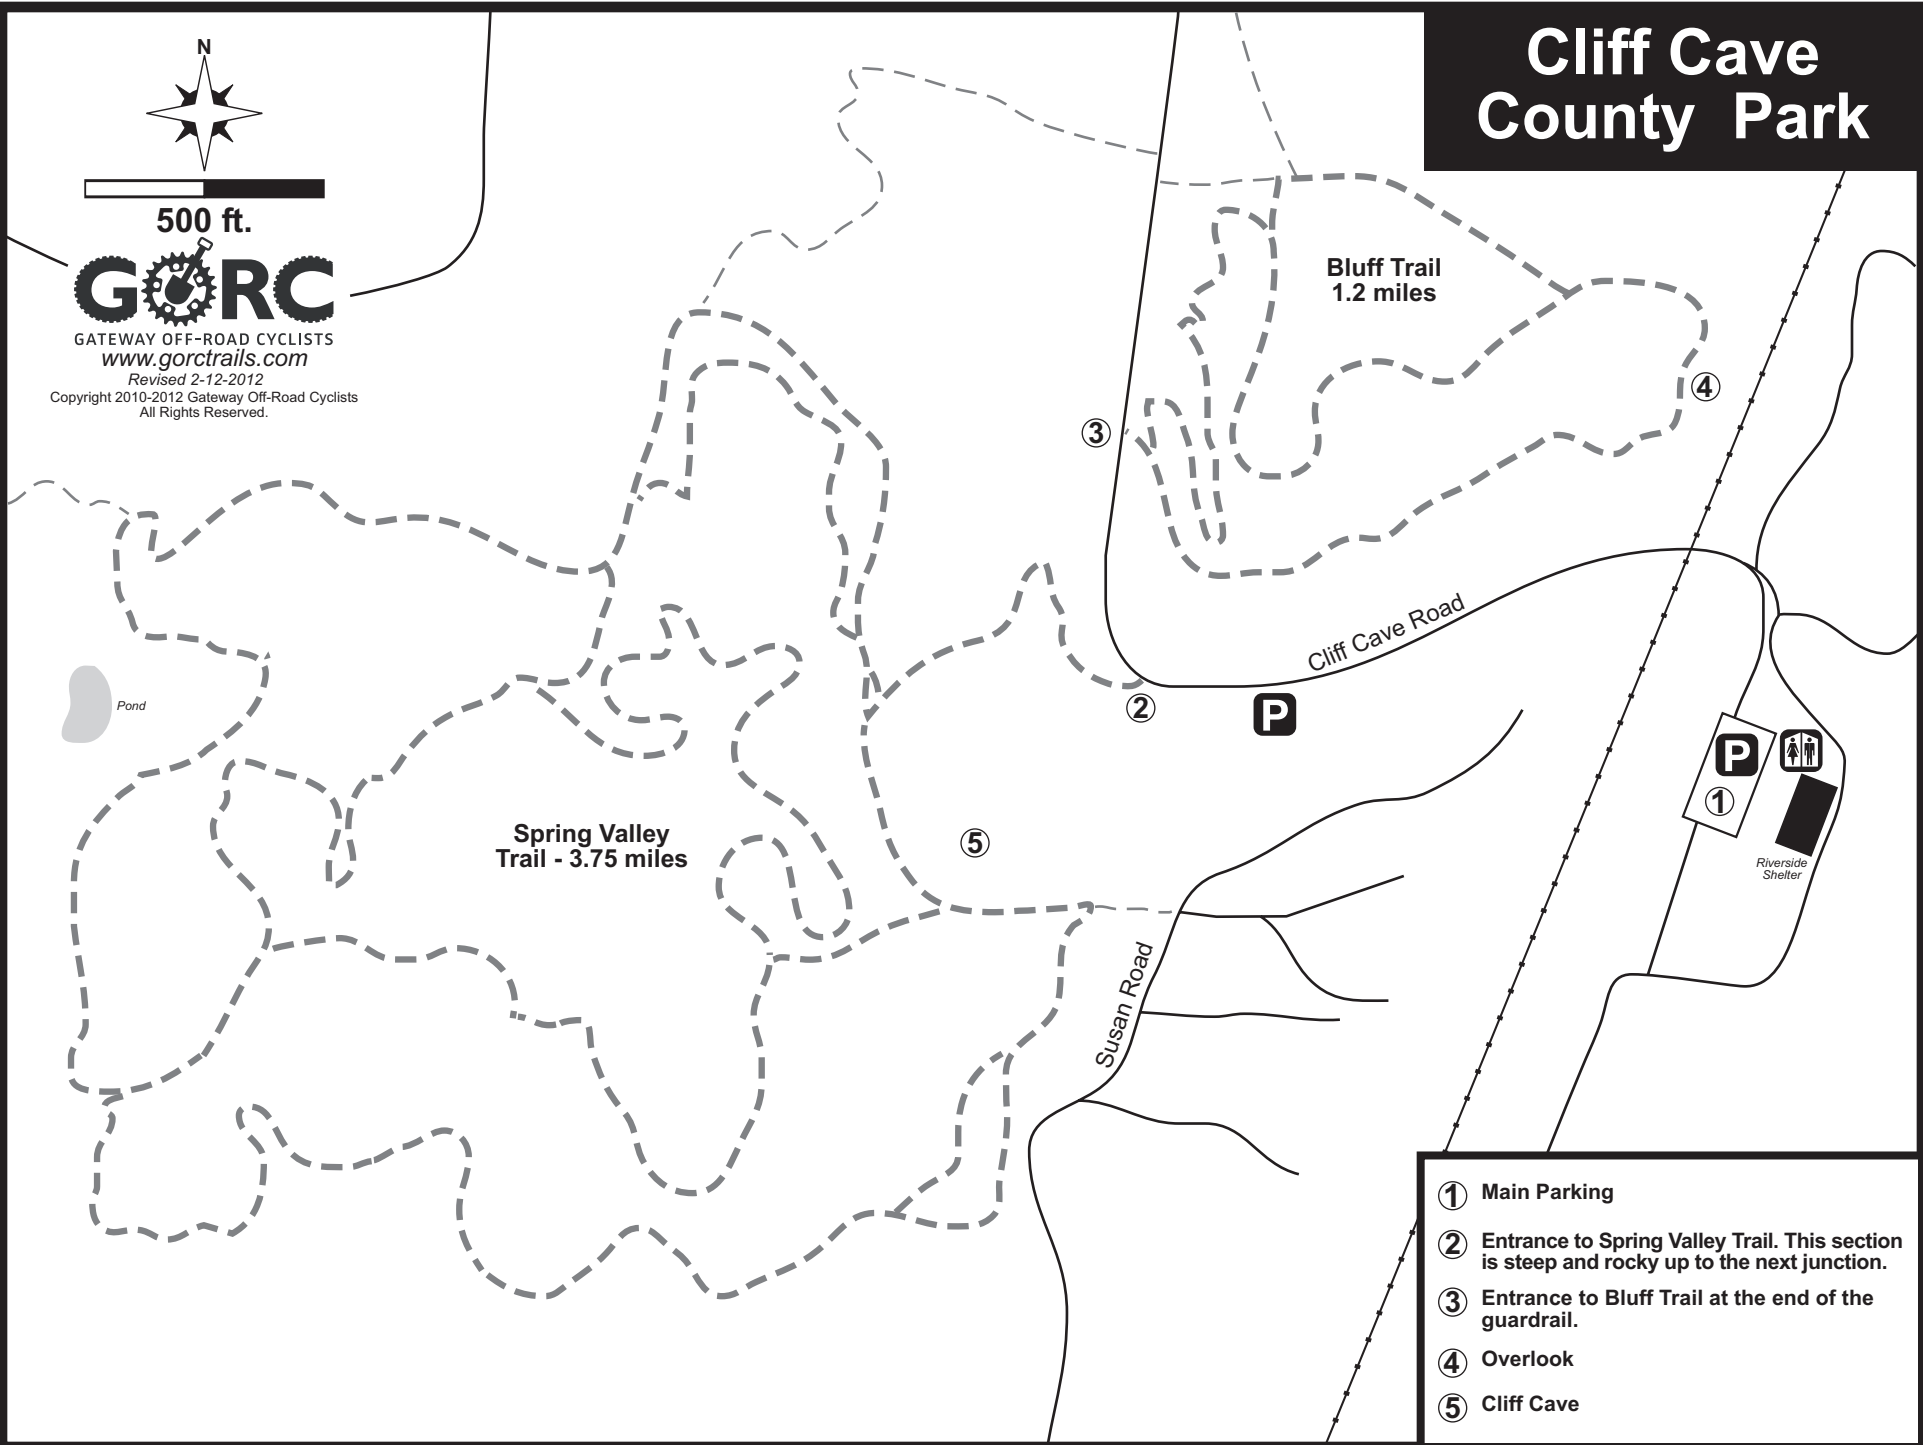 Cliff Cave
County Park
N
500 ft.
GORC
GATEWAY OFF-ROAD CYCLISTS
www.gorctrails.com
Revised 2-12-2012
Copyright 2010-2012 Gateway Off-Road Cyclists
All Rights Reserved.
Bluff Trail
1.2 miles
4
3
Cliff Cave Road
Pond
2
P
P
1
Spring Valley
Trail - 3.75 miles
5
Riverside
Shelter
Susan Road
1 Main Parking
2 Entrance to Spring Valley Trail. This section
is steep and rocky up to the next junction.
3 Entrance to Bluff Trail at the end of the
guardrail.
4 Overlook
5 Cliff Cave